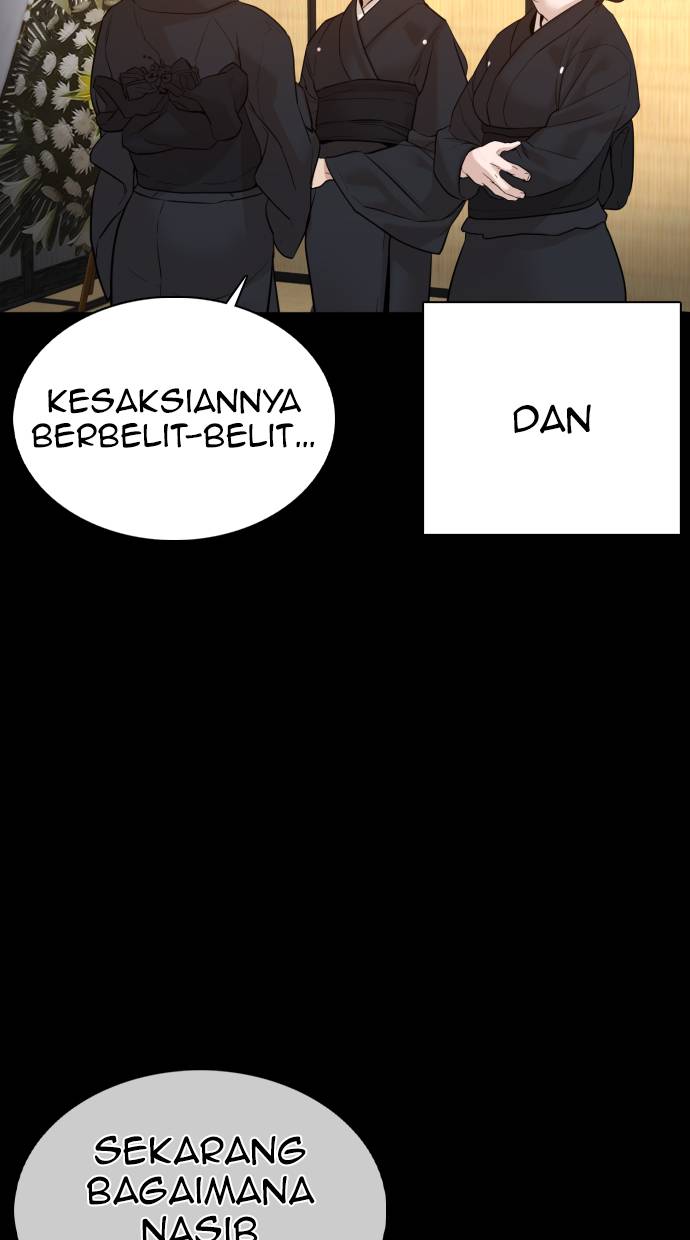 KESAKSIANNYA
BERBELIT-BELIT...
DAN
SEKARANG
BAGAIMANA
NASIB